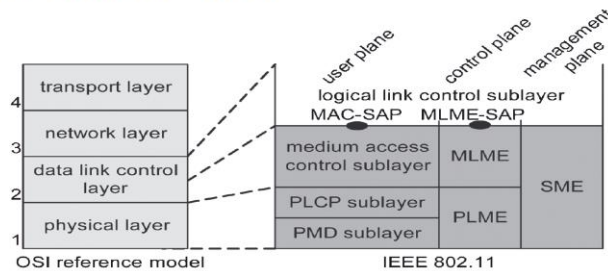 user plane
control plane
management
plane
transport layer
4
logical link control sublayer
MAC-SAP MLME-SAP
network layer
3
medium access
control sublayer
MLME
data link control
layer
SME
2
PLCP sublayer
PLME
physical layer
PMD sublayer
1
OSI reference model
IEEE 802.11